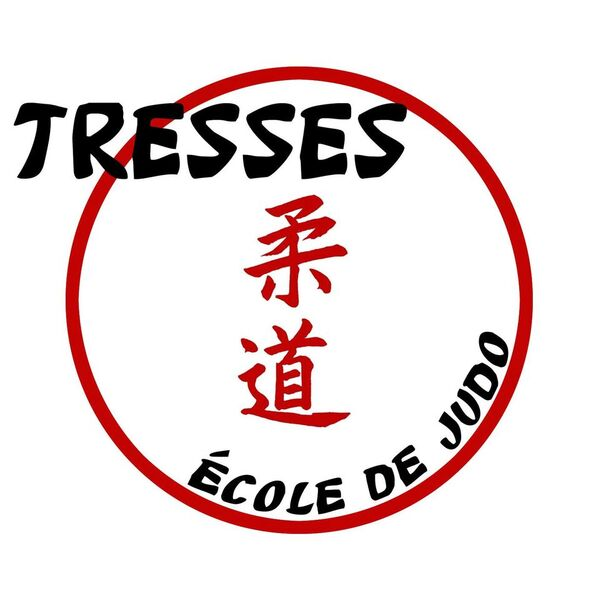 TRESSES
柔
道
ÉCOLE DE JUDO